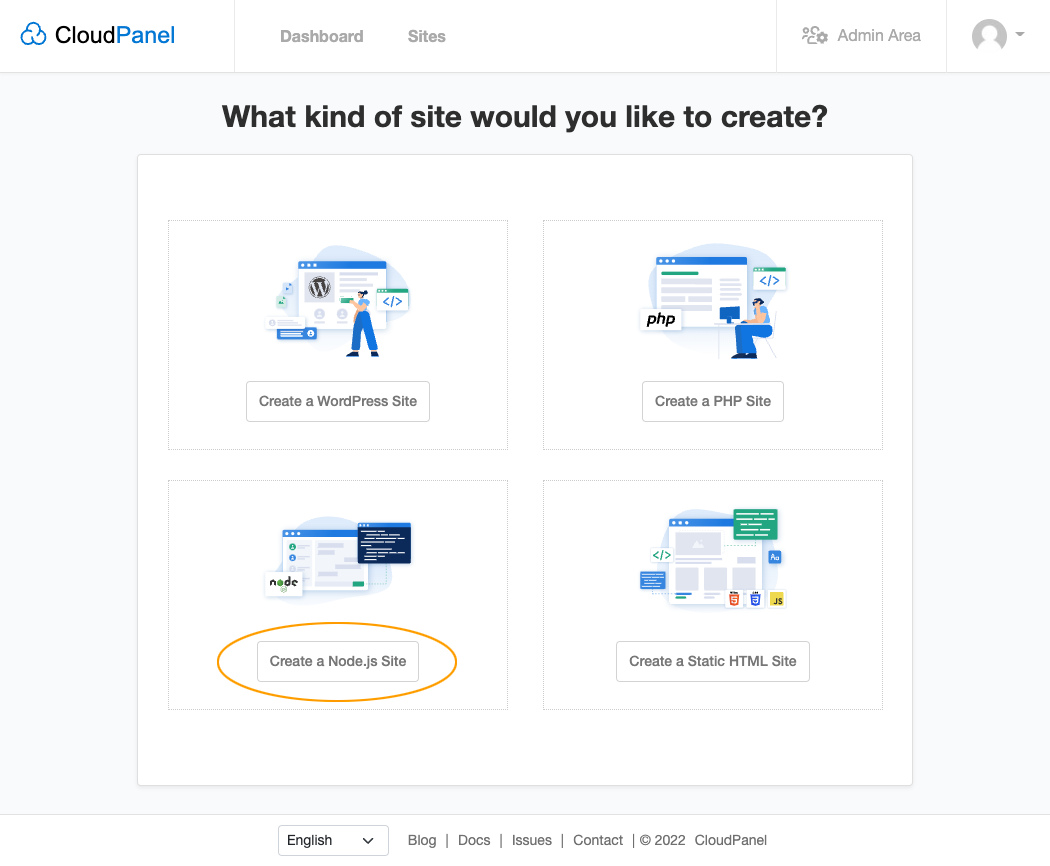 CloudPanel
Dashboard
Sites
Admin Area
What kind of site would you like to create?
</>
Create a WordPress Site
php
</>
Create a PHP Site
node
Create a Node.js Site
</>
Aa
JS
Create a Static HTML Site
English
Blog | Docs | Issues | Contact | © 2022 CloudPanel